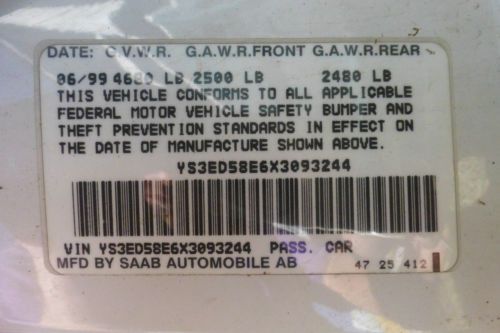 DATE: G.V.W.R. G.A.W.R.FRONT G.A.W.R.REAR
06/99 4680 LB 2500 LB 2480 LB
THIS VEHICLE CONFORMS TO ALL APPLICABLE
FEDERAL MOTOR VEHICLE SAFETY BUMPER AND
THEFT PREVENTION STANDARDS IN EFFECT ON
THE DATE OF MANUFACTURE SHOWN ABOVE.
YS3ED58E6X3093244
VIN YS3ED58E6X3093244 PASS. CAR
MFD BY SAAB AUTOMOBILE AB 47 25 412